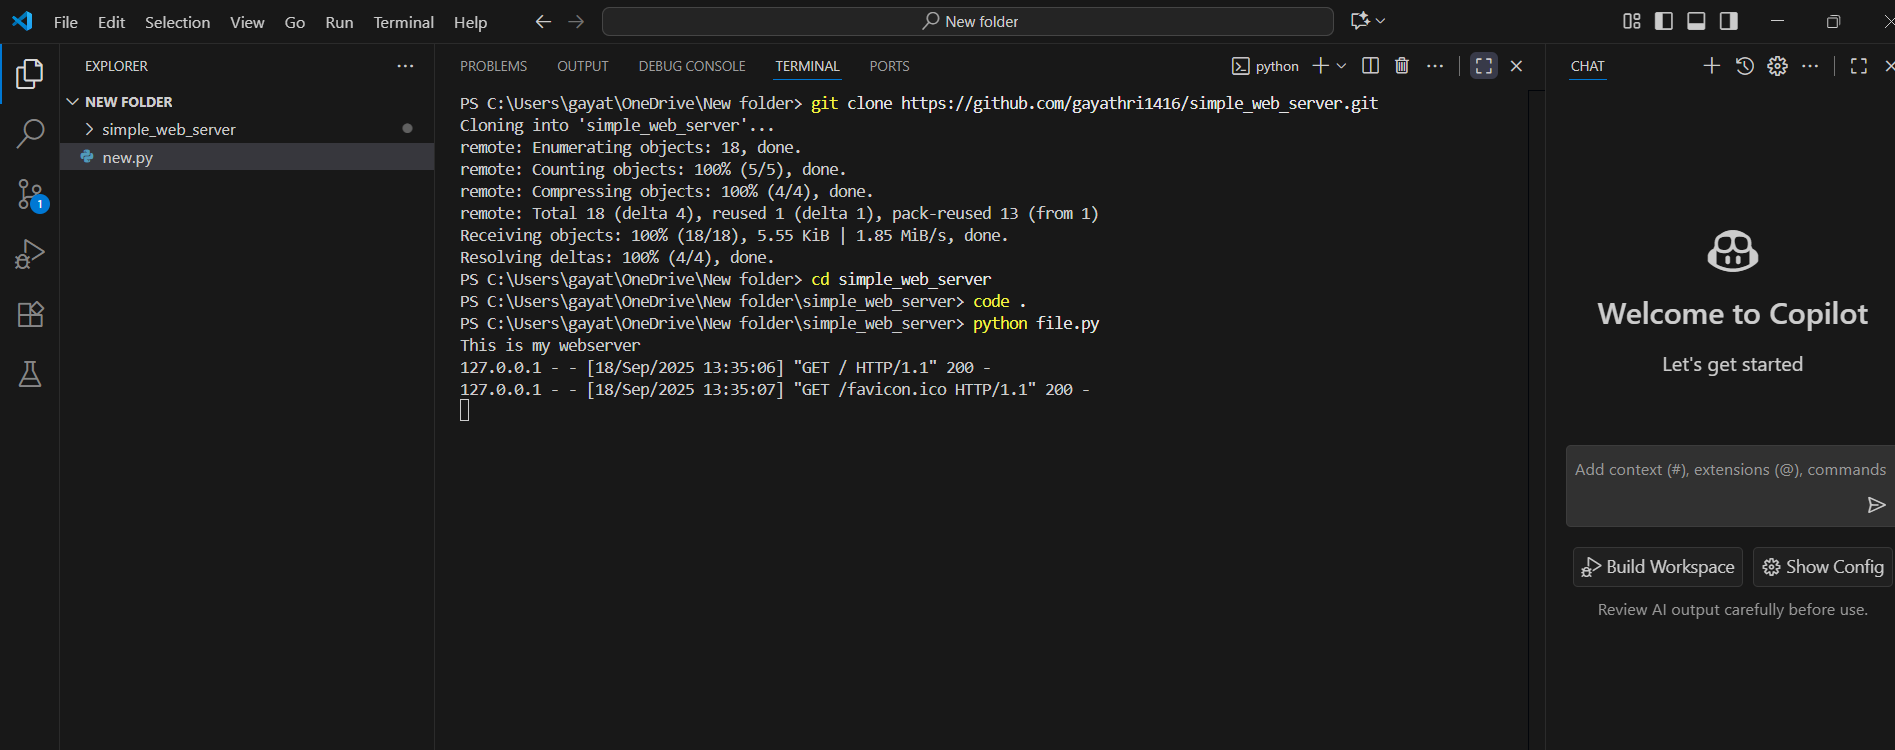 File Edit Selection View Go Run Terminal Help
New folder
EXPLORER
NEW FOLDER
simple_web_server
new.py
1
PROBLEMS OUTPUT DEBUG CONSOLE TERMINAL PORTS
python
PS C:\Users\gayat\OneDrive\New folder> git clone https://github.com/gayathri1416/simple_web_server.git
Cloning into 'simple_web_server'...
remote: Enumerating objects: 18, done.
remote: Counting objects: 100% (5/5), done.
remote: Compressing objects: 100% (4/4), done.
remote: Total 18 (delta 4), reused 1 (delta 1), pack-reused 13 (from 1)
Receiving objects: 100% (18/18), 5.55 KiB | 1.85 MiB/s, done.
Resolving deltas: 100% (4/4), done.
PS C:\Users\gayat\OneDrive\New folder> cd simple_web_server
PS C:\Users\gayat\OneDrive\New folder\simple_web_server> code .
PS C:\Users\gayat\OneDrive\New folder\simple_web_server> python file.py
This is my webserver
127.0.0.1 - - [18/Sep/2025 13:35:06] "GET / HTTP/1.1" 200 -
127.0.0.1 - - [18/Sep/2025 13:35:07] "GET /favicon.ico HTTP/1.1" 200 -
CHAT
Welcome to Copilot
Let's get started
Add context (#), extensions (@), commands
Build Workspace Show Config
Review AI output carefully before use.